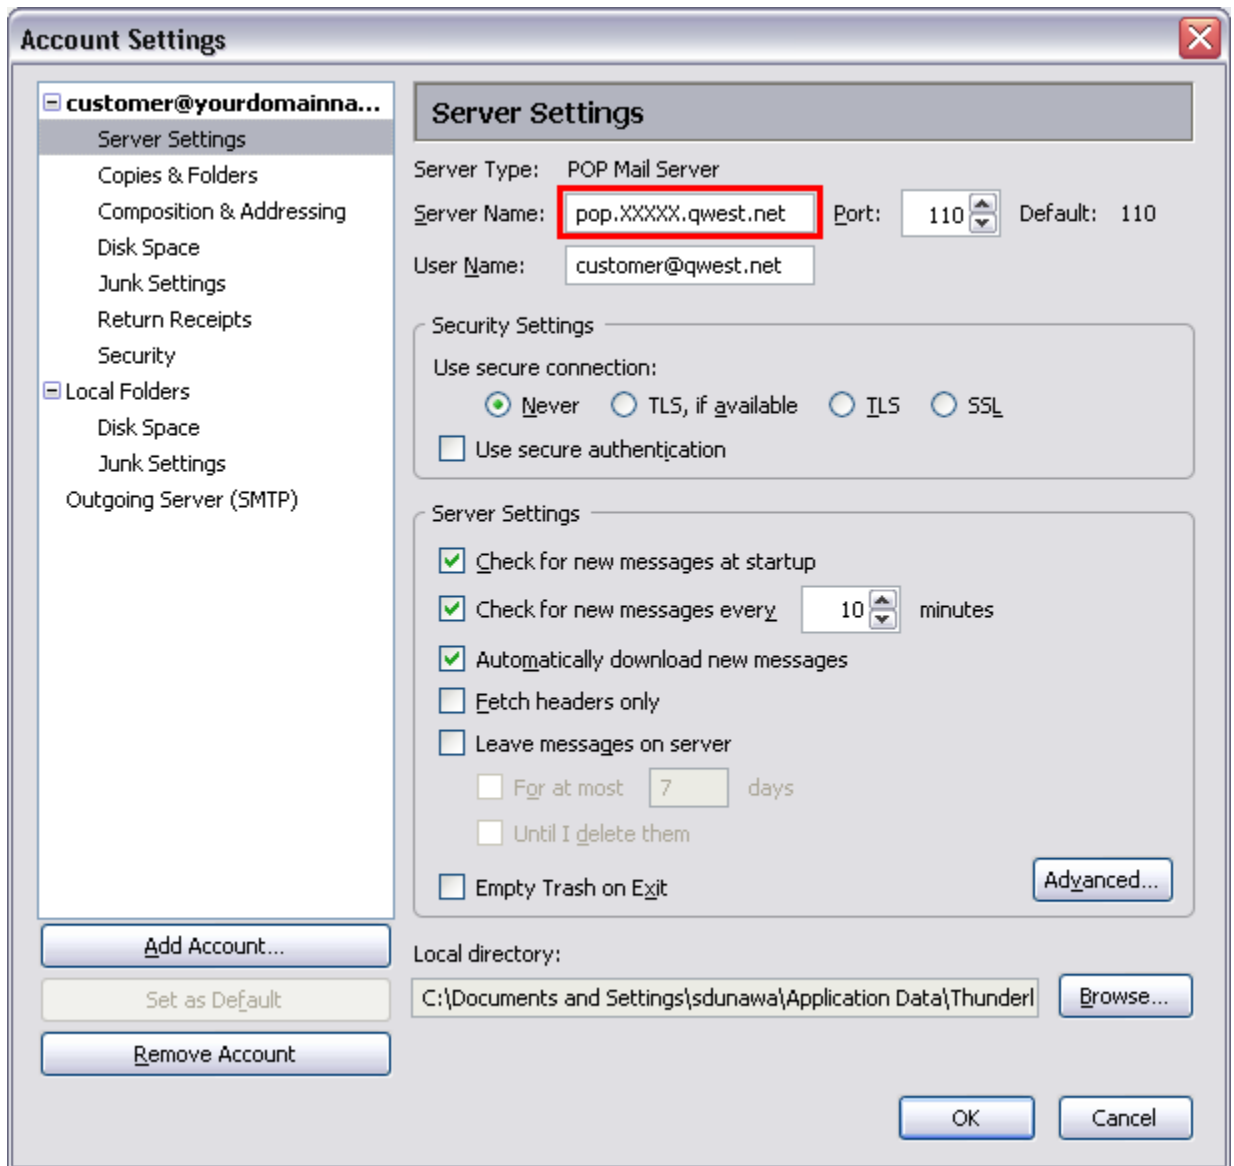 Account Settings
customer@yourdomainna...
Server Settings
Copies & Folders
Composition & Addressing
Disk Space
Junk Settings
Return Receipts
Security
Local Folders
Disk Space
Junk Settings
Outgoing Server (SMTP)
Add Account...
Set as Default
Remove Account
Server Settings
Server Type: POP Mail Server
Server Name: pop.XXXXX.qwest.net Port: 110 Default: 110
User Name: customer@qwest.net
Security Settings
Use secure connection:
Never TLS, if available TLS SSL
Use secure authentication
Server Settings
Check for new messages at startup
Check for new messages every 10 minutes
Automatically download new messages
Fetch headers only
Leave messages on server
For at most 7 days
Until I delete them
Empty Trash on Exit
Advanced...
Local directory:
C:\Documents and Settings\sdunawa\Application Data\Thunderl Browse...
OK Cancel